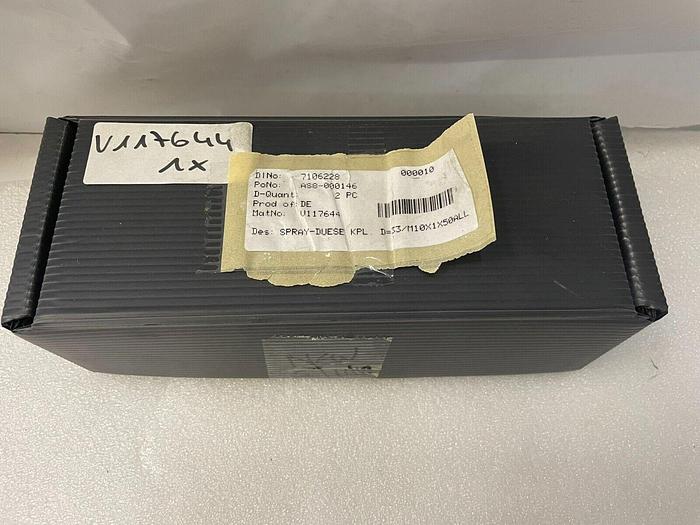 V117644
1x
DlNo: 7106228 000010
PoNo: AS8-000146
D-Quant: 2 PC
Prod of: DE
MatNo. V117644
Des: SPRAY-DUESE KPL. D=53/M10X1X50ALL
NEW